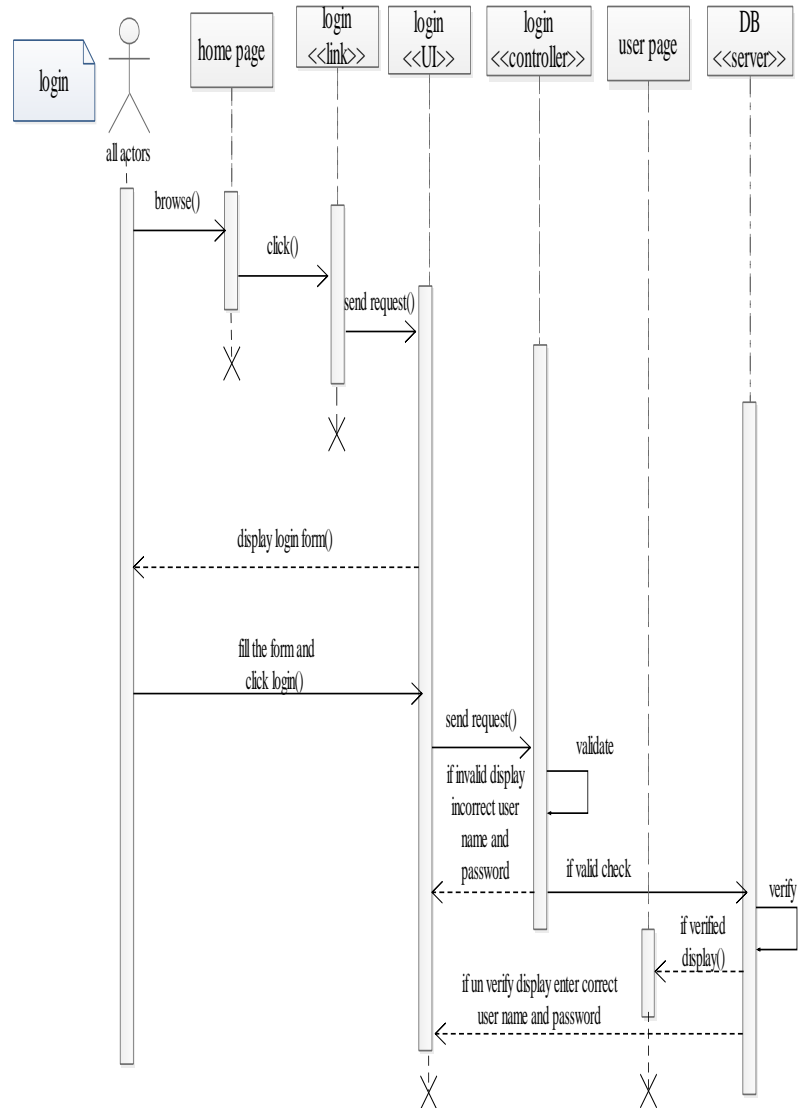 login
all actors
home page
login
<<link>>
login
<<UI>>
login
<<controller>>
user page
DB
<<server>>
browse()
click()
send request()
display login form()
fill the form and
click login()
send request()
validate
if invalid display
incorrect user
name and
password
if valid check
verify
if verified
display()
if un verify display enter correct
user name and password